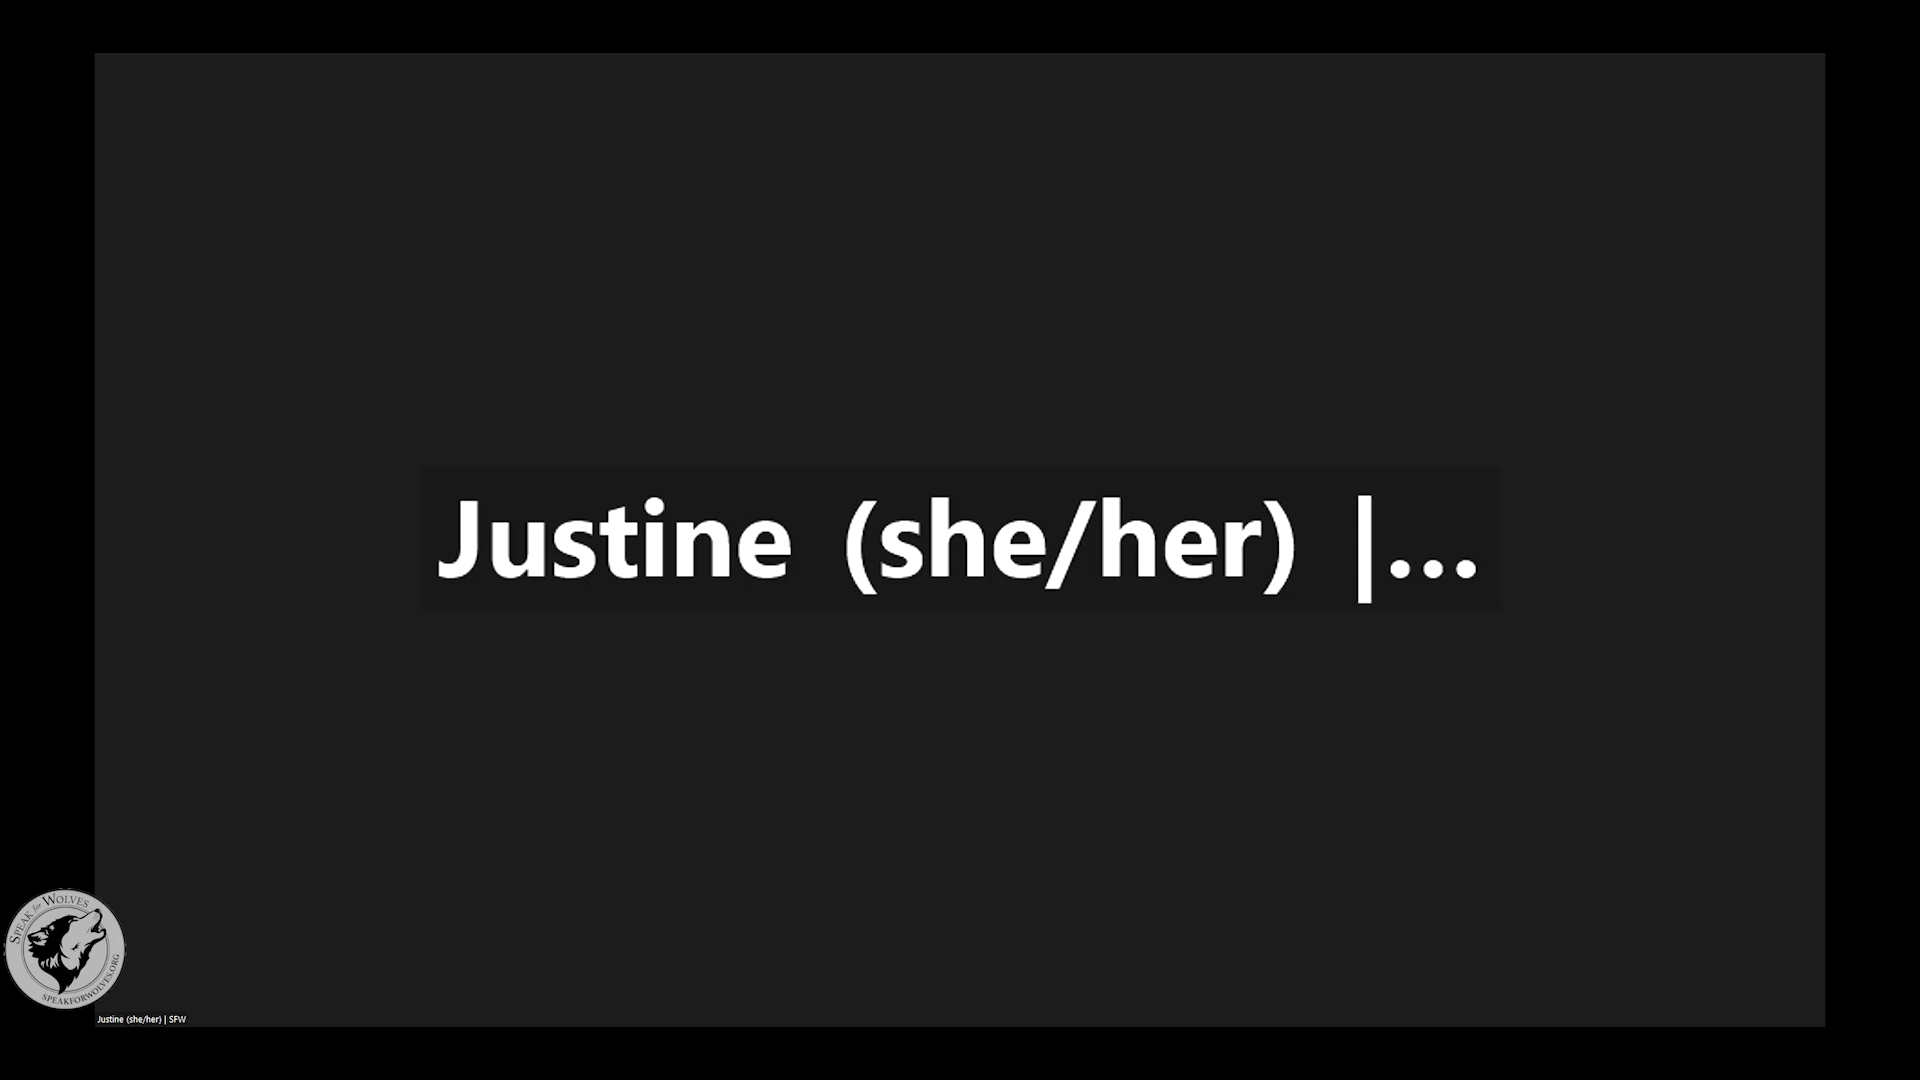 Justine (she/her) |...
SPEAK for WOLVES
SPEAKFORWOLVES.ORG
Justine (she/her) | SFW